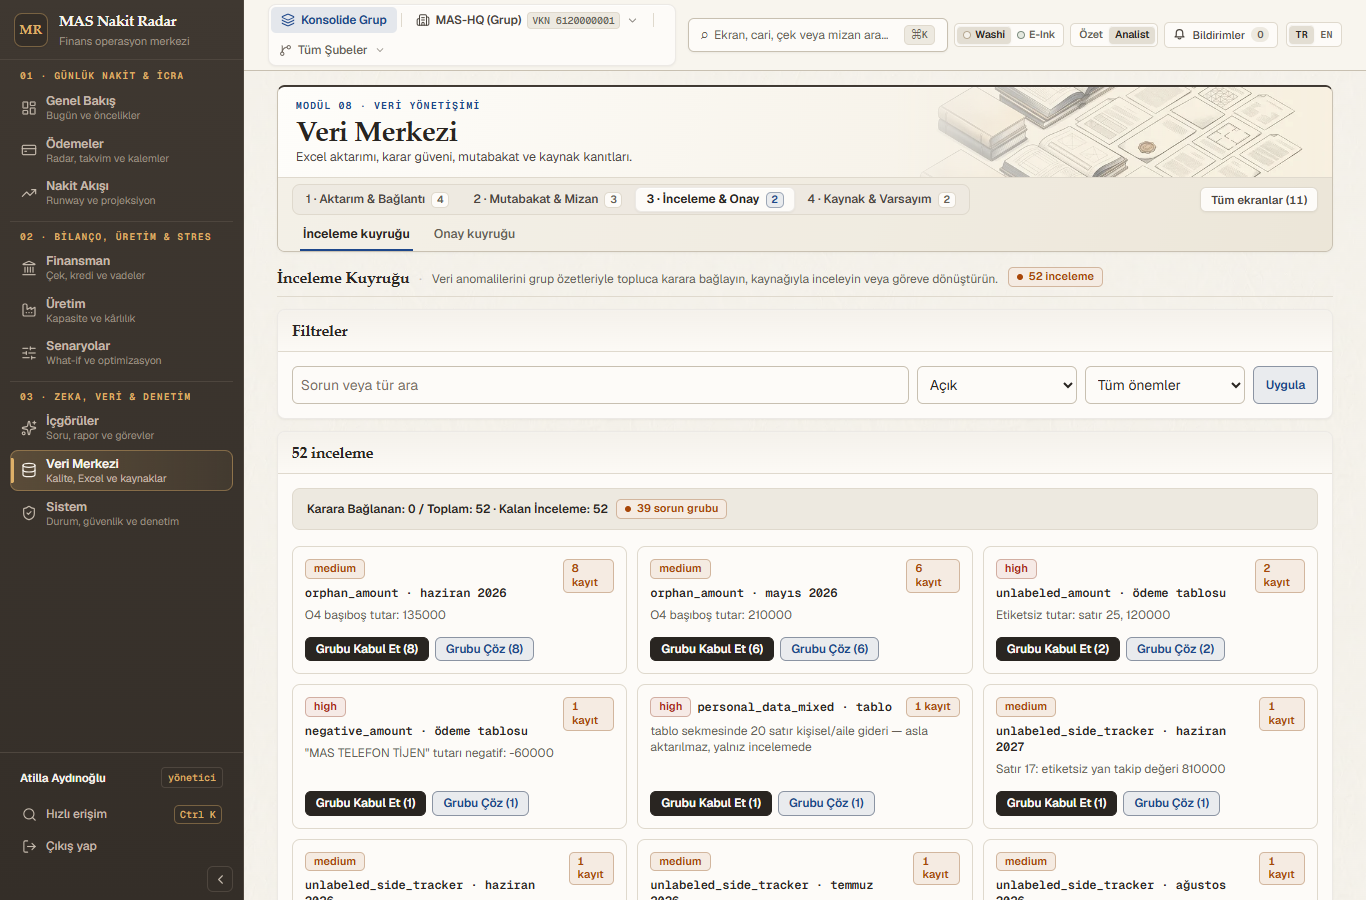 MR
MAS Nakit Radar
Finans operasyon merkezi
01 · GÜNLÜK NAKİT & İCRA
Genel Bakış
Bugün ve öncelikler
Ödemeler
Radar, takvim ve kalemler
Nakit Akışı
Runway ve projeksiyon
02 · BİLANÇO, ÜRETİM & STRES
Finansman
Çek, kredi ve vadeler
Üretim
Kapasite ve kârlılık
Senaryolar
What-if ve optimizasyon
03 · ZEKA, VERİ & DENETİM
İçgörüler
Soru, rapor ve görevler
Veri Merkezi
Kalite, Excel ve kaynaklar
Sistem
Durum, güvenlik ve denetim
Atilla Aydınoğlu yönetici
Hızlı erişim Ctrl K
Çıkış yap
Konsolide Grup MAS-HQ (Grup) VKN 6120000001
Tüm Şubeler
Ekran, cari, çek veya mizan ara... ⌘K
Washi E-Ink
Özet Analist
Bildirimler 0
TR EN
MODÜL 08 · VERİ YÖNETİŞİMİ
Veri Merkezi
Excel aktarımı, karar güveni, mutabakat ve kaynak kanıtları.
1 · Aktarım & Bağlantı 4 2 · Mutabakat & Mizan 3 3 · İnceleme & Onay 2 4 · Kaynak & Varsayım 2 Tüm ekranlar (11)
İnceleme kuyruğu Onay kuyruğu
İnceleme Kuyruğu · Veri anomalilerini grup özetleriyle topluca karara bağlayın, kaynağıyla inceleyin veya göreve dönüştürün. 52 inceleme
Filtreler
Sorun veya tür ara Açık Tüm önemler Uygula
52 inceleme
Karara Bağlanan: 0 / Toplam: 52 · Kalan İnceleme: 52 39 sorun grubu
medium 8 kayıt
orphan_amount · haziran 2026
O4 başıboş tutar: 135000
Grubu Kabul Et (8) Grubu Çöz (8)
medium 6 kayıt
orphan_amount · mayıs 2026
O4 başıboş tutar: 210000
Grubu Kabul Et (6) Grubu Çöz (6)
high 2 kayıt
unlabeled_amount · ödeme tablosu
Etiketsiz tutar: satır 25, 120000
Grubu Kabul Et (2) Grubu Çöz (2)
high 1 kayıt
negative_amount · ödeme tablosu
"MAS TELEFON TİJEN" tutarı negatif: -60000
Grubu Kabul Et (1) Grubu Çöz (1)
high personal_data_mixed · tablo 1 kayıt
tablo sekmesinde 20 satır kişisel/aile gideri — asla
aktarılmaz, yalnız incelemede
Grubu Kabul Et (1) Grubu Çöz (1)
medium 1 kayıt
unlabeled_side_tracker · haziran
2027
Satır 17: etiketsiz yan takip değeri 810000
Grubu Kabul Et (1) Grubu Çöz (1)
medium 1 kayıt
unlabeled_side_tracker · haziran
2026
medium 1 kayıt
unlabeled_side_tracker · temmuz
2026
medium 1 kayıt
unlabeled_side_tracker · ağustos
2026